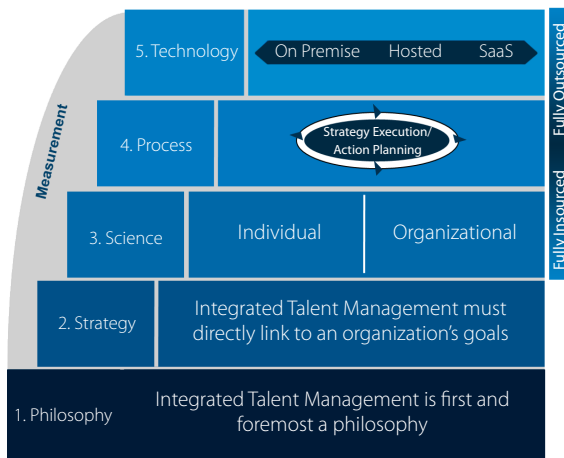 5. Technology
On Premise Hosted SaaS
4. Process
Strategy Execution/
Action Planning
3. Science
Individual
Organizational
2. Strategy
Integrated Talent Management must
directly link to an organization's goals
1. Philosophy
Integrated Talent Management is first and
foremost a philosophy
Measurement
Fully Outsourced
Fully Insourced